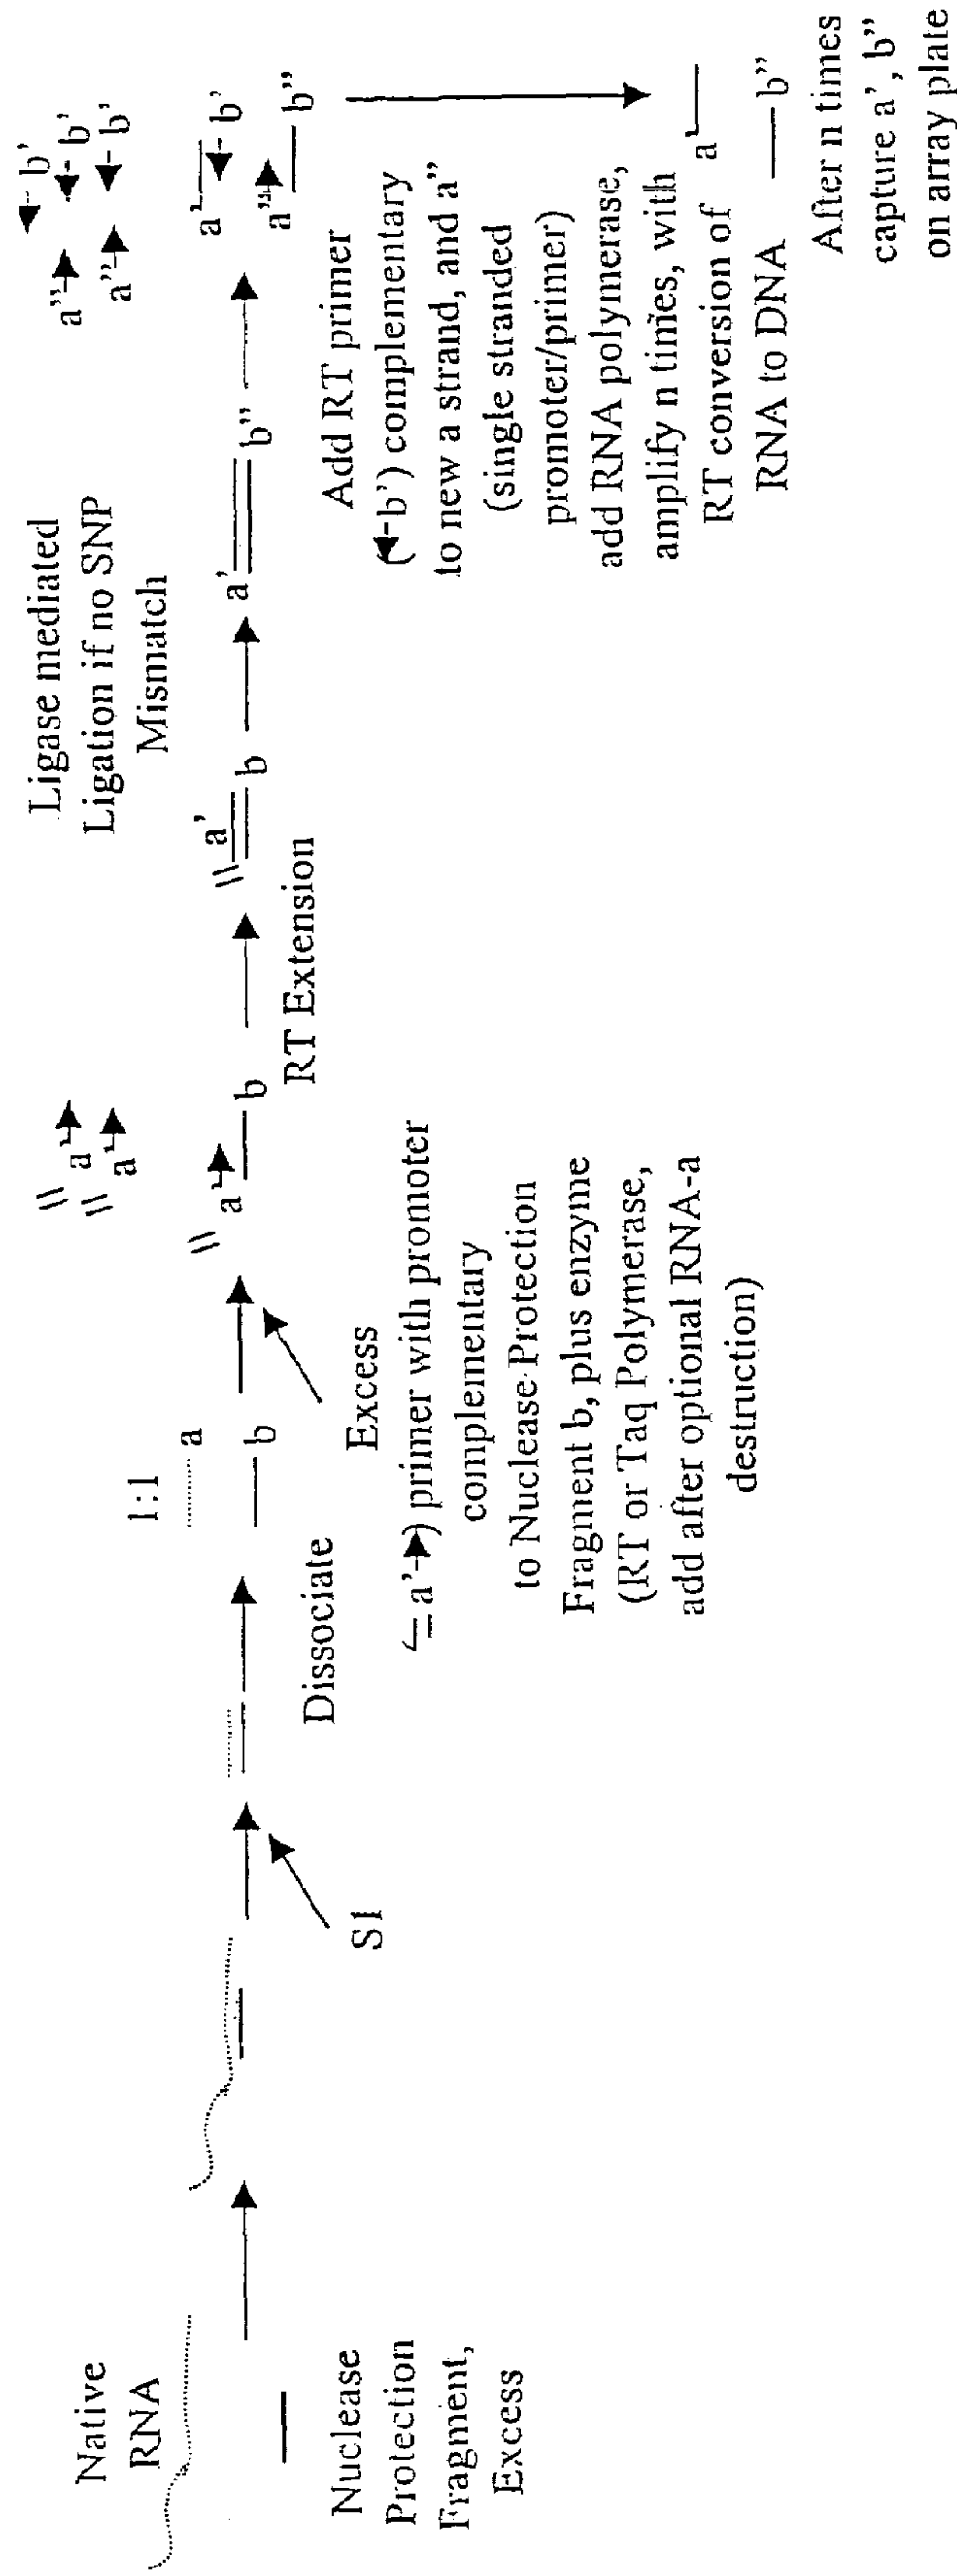 Native
RNA
Nuclease
Protection
Fragment,
Excess
S1
Dissociate
1:1
a
b
Excess
( = a'→) primer with promoter
complementary
to Nuclease Protection
Fragment b, plus enzyme
(RT or Taq Polymerase,
add after optional RNA-a
destruction)
a'
a'
a'
b
RT Extension
a'
b
Ligase mediated
Ligation if no SNP
Mismatch
a'
b"
a"
a"
b'
b'
b'
a'
b'
a"
b"
Add RT primer
(←b') complementary
to new a strand, and a"
(single stranded
promoter/primer)
add RNA polymerase,
amplify n times, with
RT conversion of
RNA to DNA
a'
b"
After n times
capture a', b"
on array plate